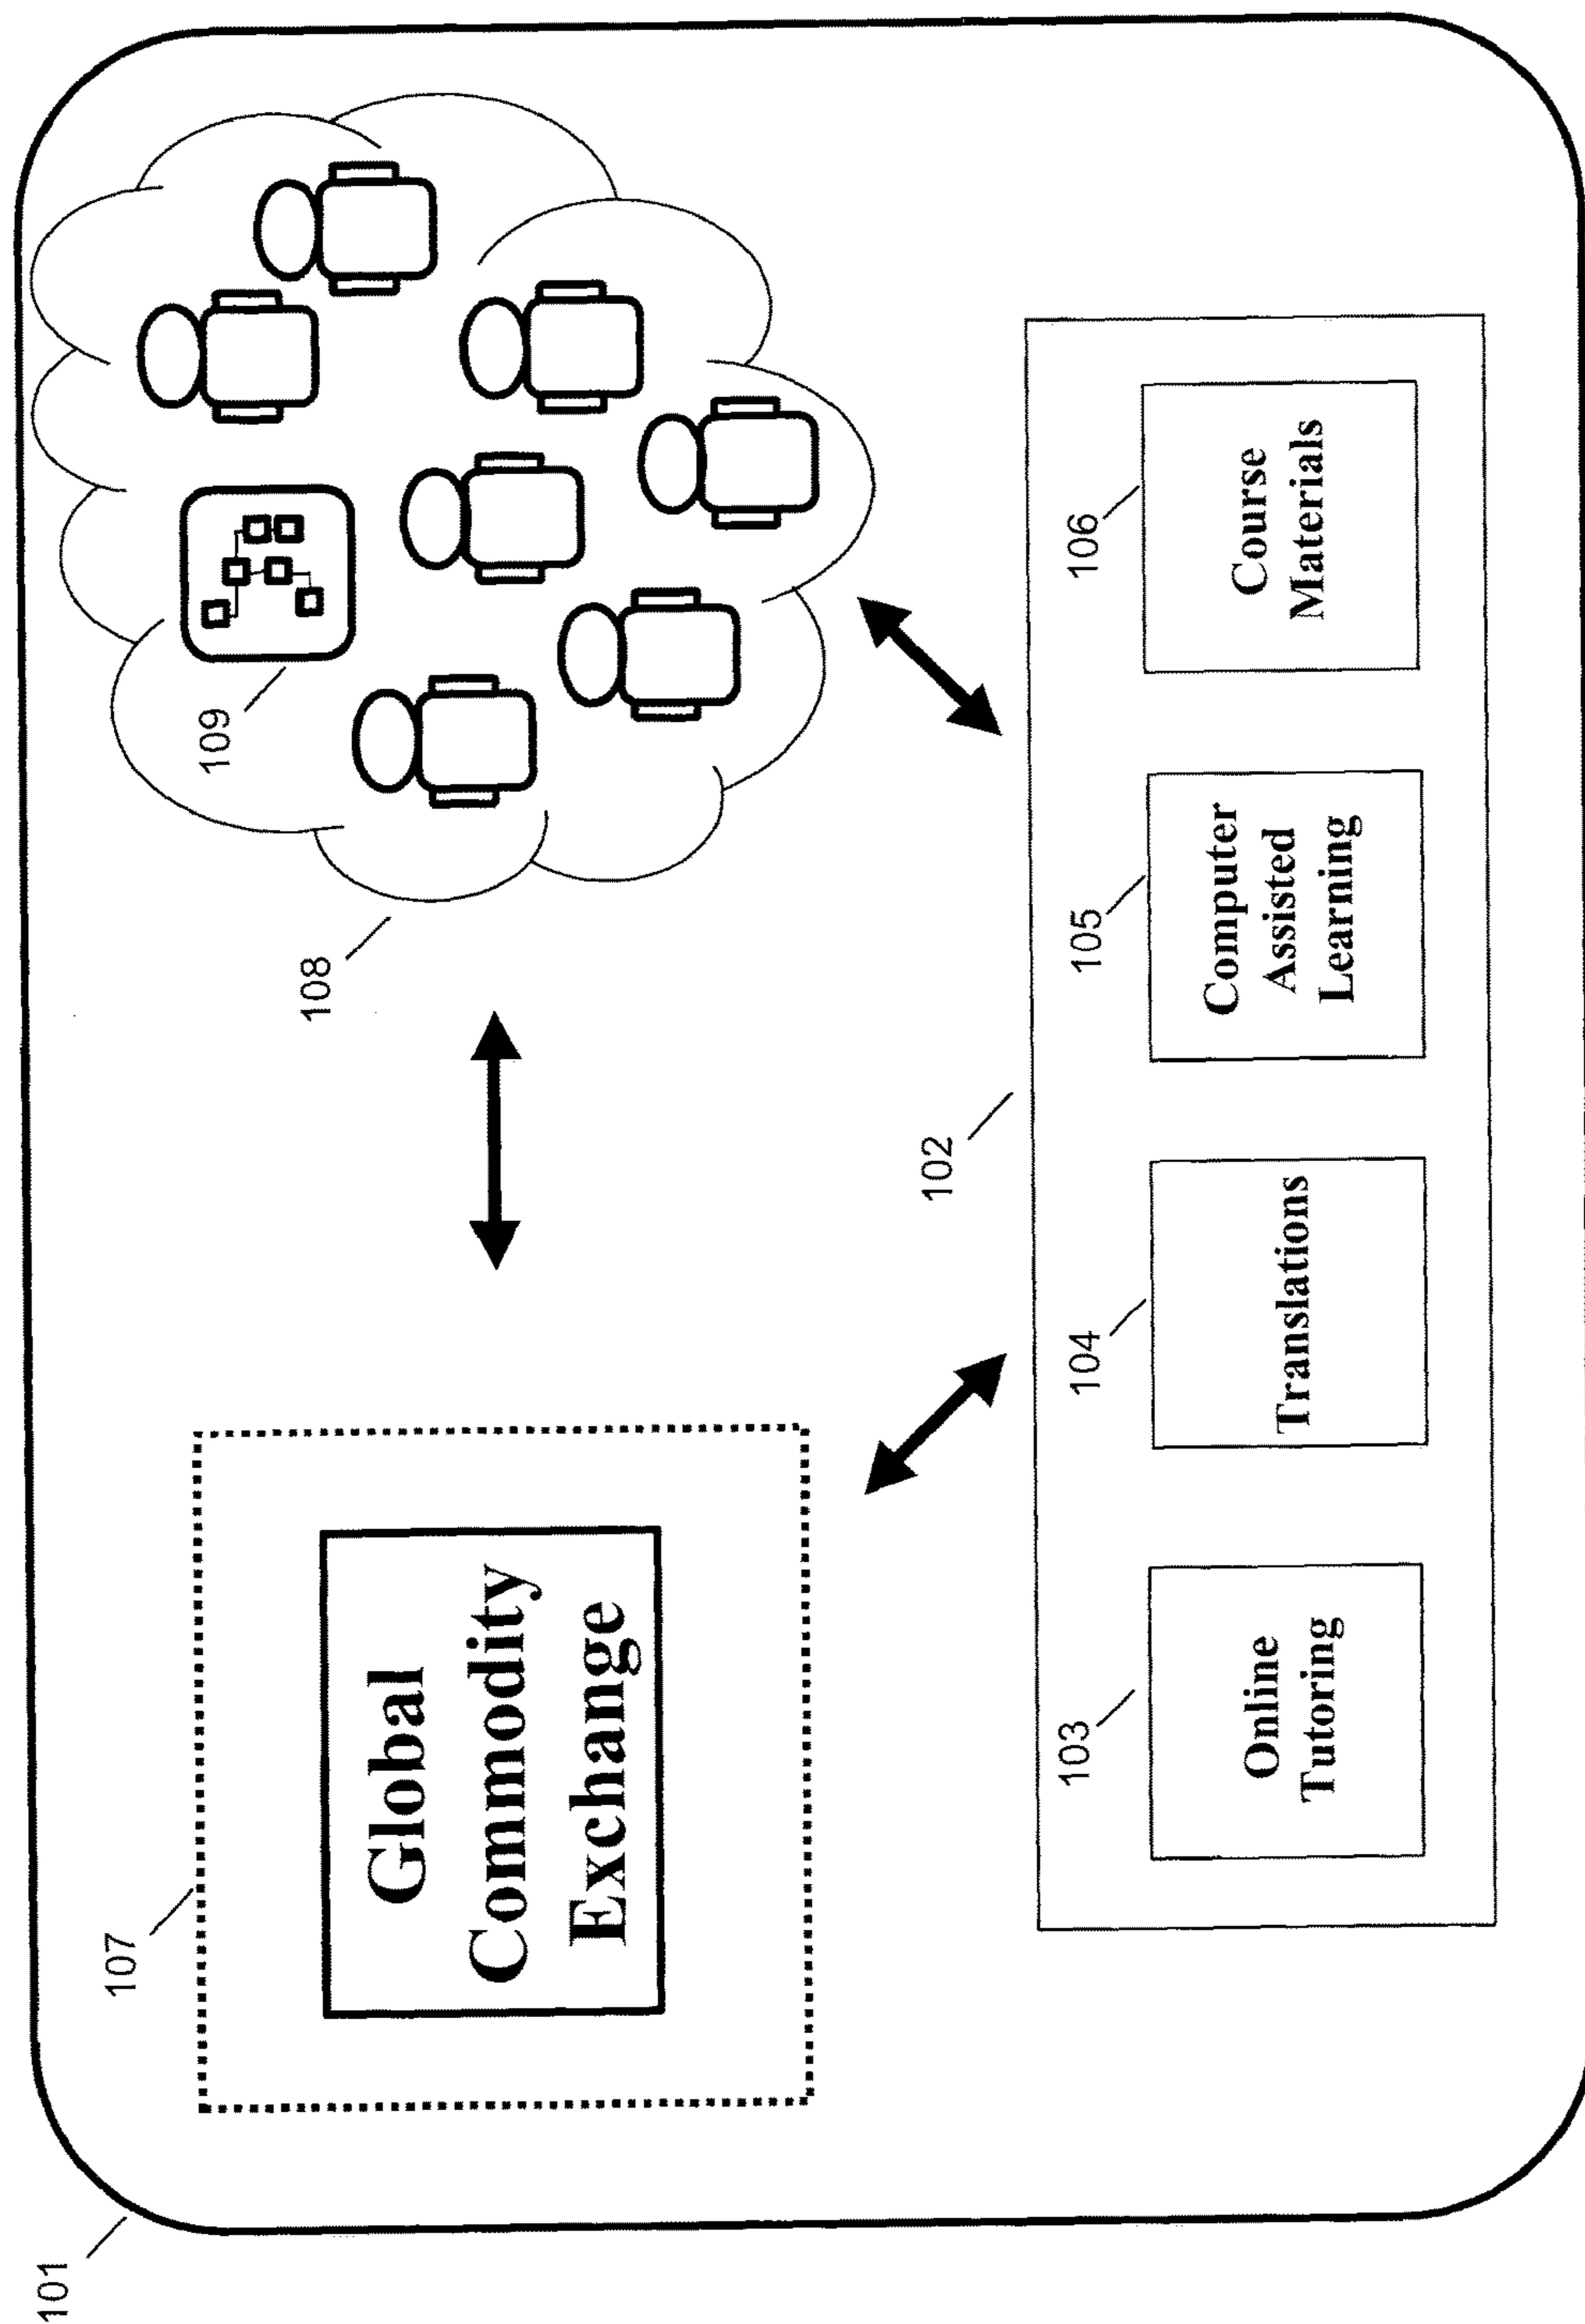 101
107
Global
Commodity
Exchange
108
109
102
103
Online
Tutoring
104
Translations
105
Computer
Assisted
Learning
106
Course
Materials